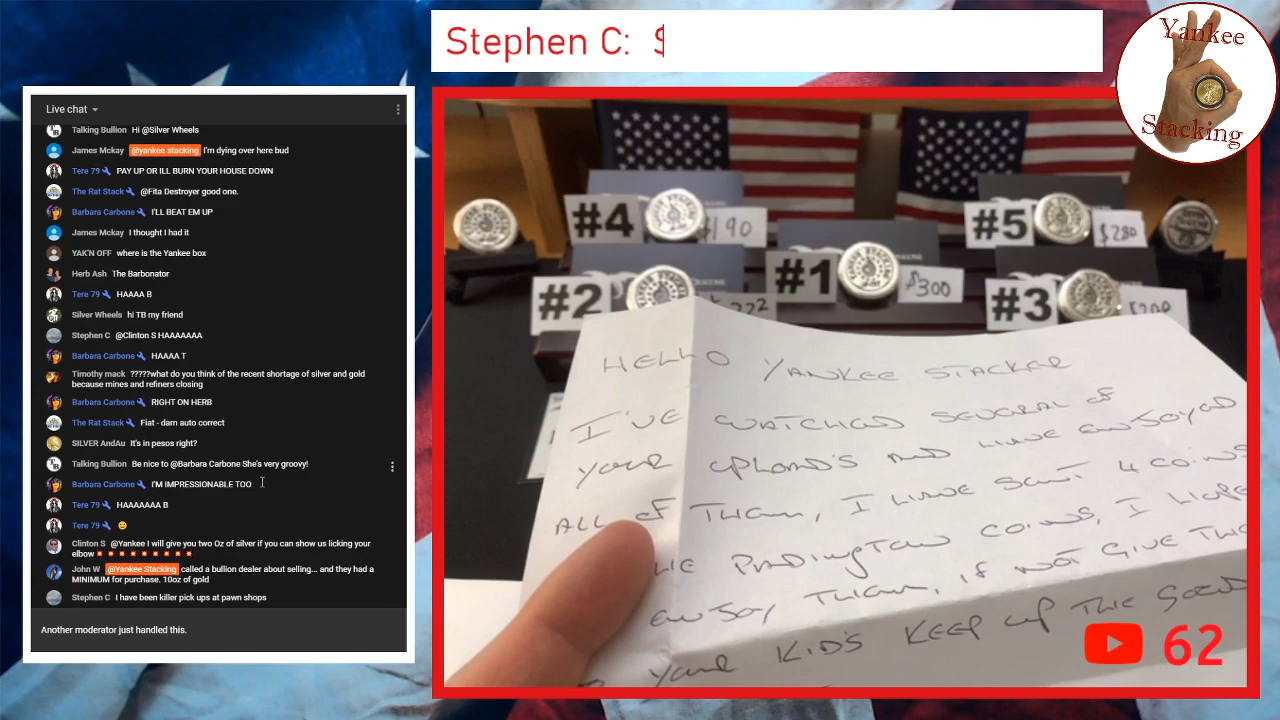 Stephen C: $
Yankee
Stacking
Live chat
Talking Bullion Hi @Silver Wheels
James Mckay @yankee stacking I'm dying over here bud
Tere 79 PAY UP OR ILL BURN YOUR HOUSE DOWN
The Rat Stack @Fita Destroyer good one.
Barbara Carbone I'LL BEAT EM UP
James Mckay I thought I had it
YAK'N OFF where is the Yankee box
Herb Ash The Barbonator
Tere 79 HAAAA B
Silver Wheels hi TB my friend
Stephen C @Clinton S HAAAAAAA
Barbara Carbone HAAAA T
Timothy mack ?????what do you think of the recent shortage of silver and gold
because mines and refiners closing
Barbara Carbone RIGHT ON HERB
The Rat Stack Fiat - dam auto correct
SILVER AndAu It's in pesos right?
Talking Bullion Be nice to @Barbara Carbone She's very groovy!
Barbara Carbone I'M IMPRESSIONABLE TOO
Tere 79 HAAAAAAA B
Tere 79
Clinton S @Yankee I will give you two Oz of silver if you can show us licking your
elbow
John W @Yankee Stacking called a bullion dealer about selling... and they had a
MINIMUM for purchase. 10oz of gold
Stephen C I have been killer pick ups at pawn shops
Another moderator just handled this.
#4 $190
#5 $280
#1 $300
#2
#3
HELLO YANKEE STACKER
I'VE WATCHED SEVERAL OF
YOUR UPLOAD'S AND HAVE ENJOYED
ALL OF THEM, I HAVE SENT 4 COINS
PADINGTON COINS, I HOPE
ENJOY THEM, IF NOT GIVE THEM
YOUR KID'S KEEP UP THE GOOD
62